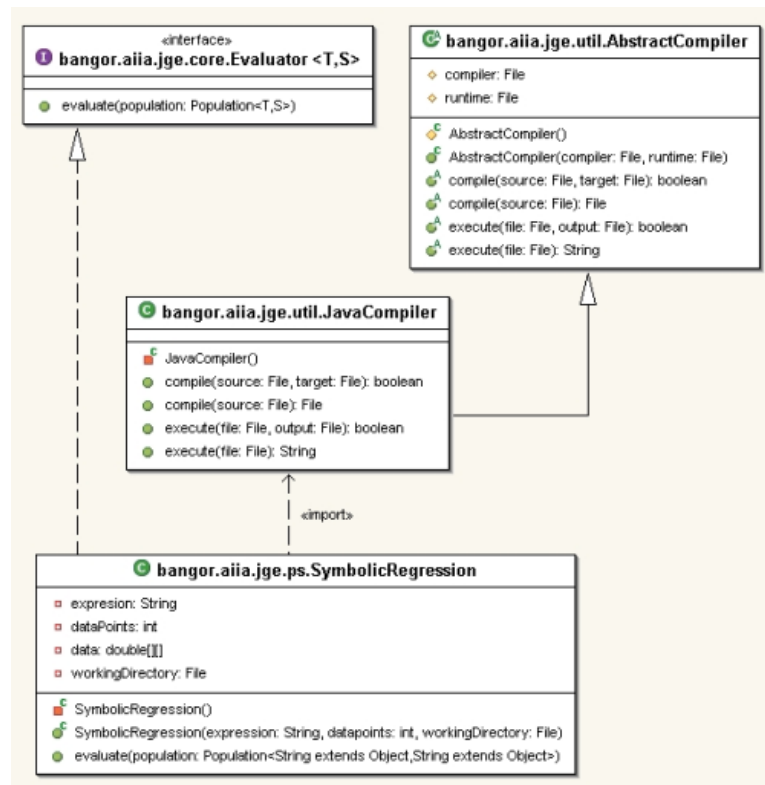 «interface»
I bangor.aiia.jge.core.Evaluator <T,S>
evaluate(population: Population<T,S>)
C A bangor.aiia.jge.util.AbstractCompiler
compiler: File
runtime: File
C AbstractCompiler()
C AbstractCompiler(compiler: File, runtime: File)
A compile(source: File, target: File): boolean
A compile(source: File): File
A execute(file: File, output: File): boolean
A execute(file: File): String
C bangor.aiia.jge.util.JavaCompiler
C JavaCompiler()
compile(source: File, target: File): boolean
compile(source: File): File
execute(file: File, output: File): boolean
execute(file: File): String
«import»
C bangor.aiia.jge.ps.SymbolicRegression
expresion: String
dataPoints: int
data: double[][]
workingDirectory: File
C SymbolicRegression()
C SymbolicRegression(expression: String, datapoints: int, workingDirectory: File)
evaluate(population: Population<String extends Object,String extends Object>)